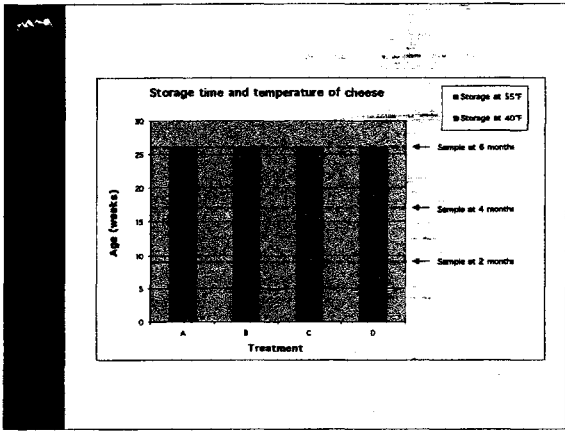 Storage time and temperature of cheese
Storage at 55°F
Storage at 40°F
30
25
20
15
10
5
0
Age (weeks)
Sample at 6 months
Sample at 4 months
Sample at 2 months
A B C D
Treatment